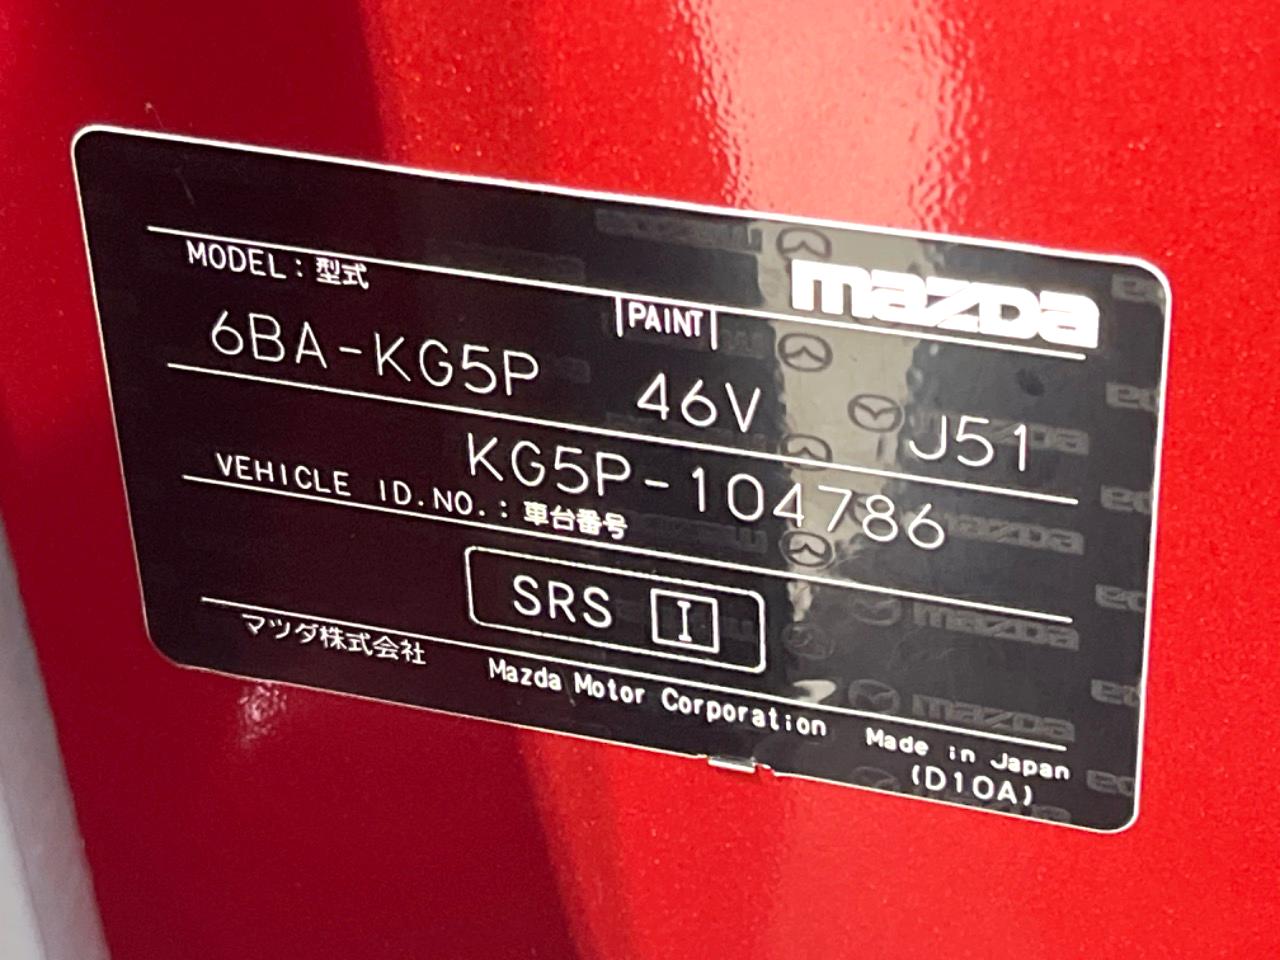 mazda
MODEL：型式
PAINT
6BA-KG5P 46V J51
KG5P-104786
VEHICLE ID.NO.：車台番号
SRS I
マツダ株式会社 Mazda Motor Corporation Made in Japan
(D10A)